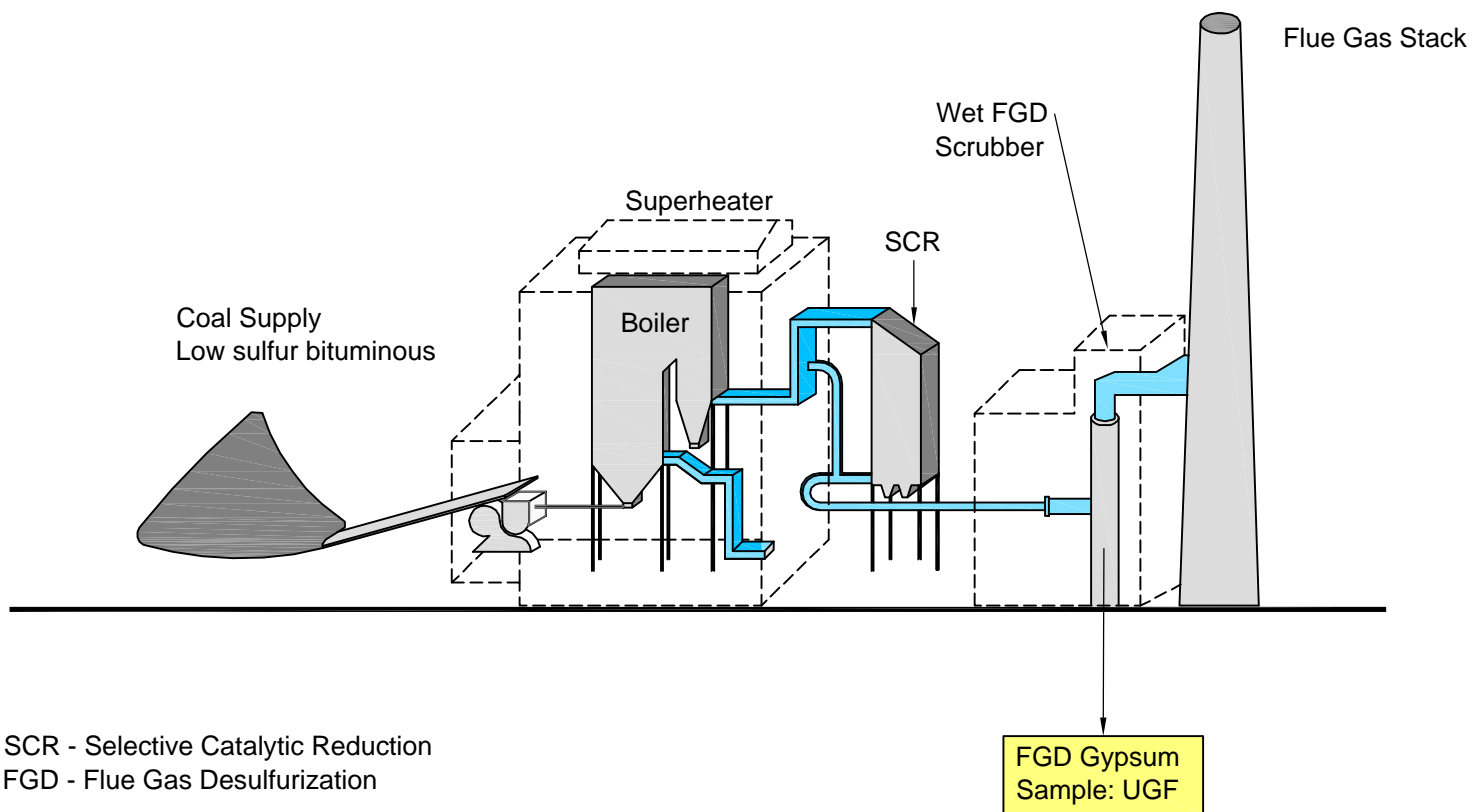 Flue Gas Stack
Wet FGD
Scrubber
Superheater
SCR
Coal Supply
Low sulfur bituminous
Boiler
SCR - Selective Catalytic Reduction
FGD - Flue Gas Desulfurization
FGD Gypsum
Sample: UGF